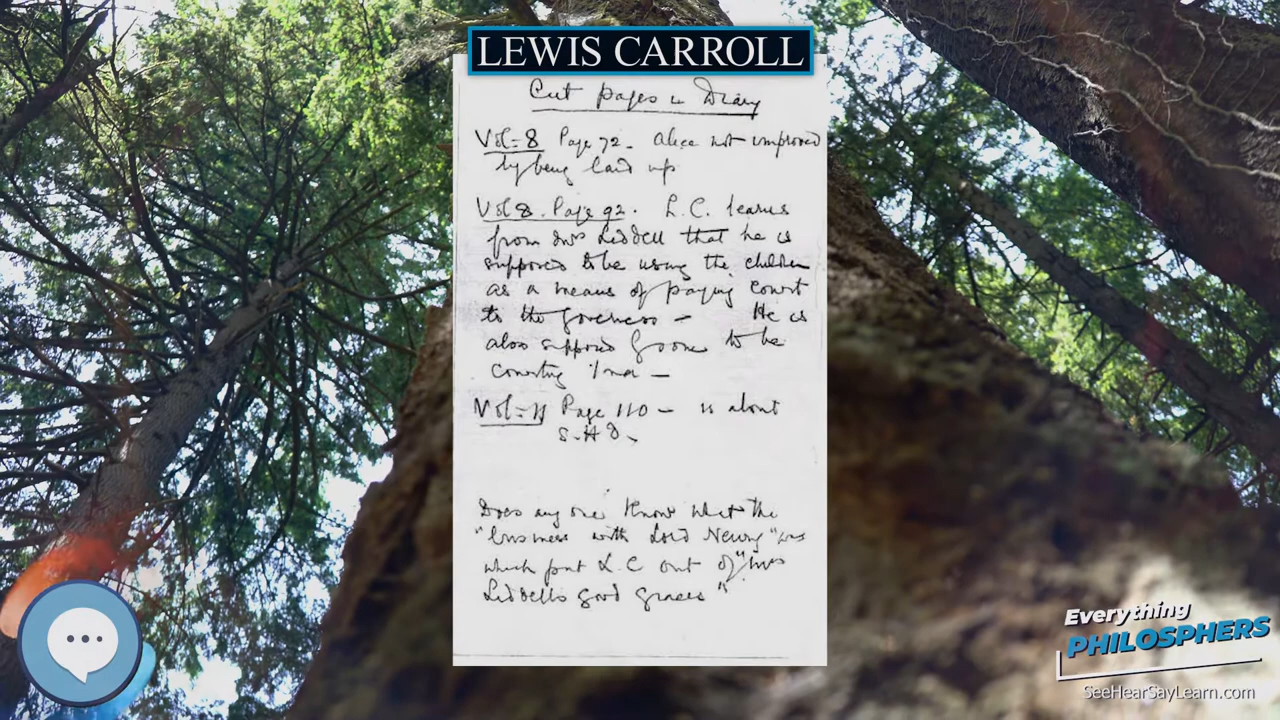 LEWIS CARROLL
Cut pages in Diary
Vol=8 Page 72. Alice not improved
by being laid up
Vol 8. Page 92. L.C. learns
from Mrs Liddell that he is
supposed to be using the children
as a means of paying court
to the governess – He is
also supposed by some to be
courting Ina –
Vol=11 Page 110 – is about
S.H.D.
Does any one know what the
"business with Lord Newry" was
which put L.C out of "Mrs
Liddell's good graces"
Everything
PHILOSPHERS
SeeHearSayLearn.com